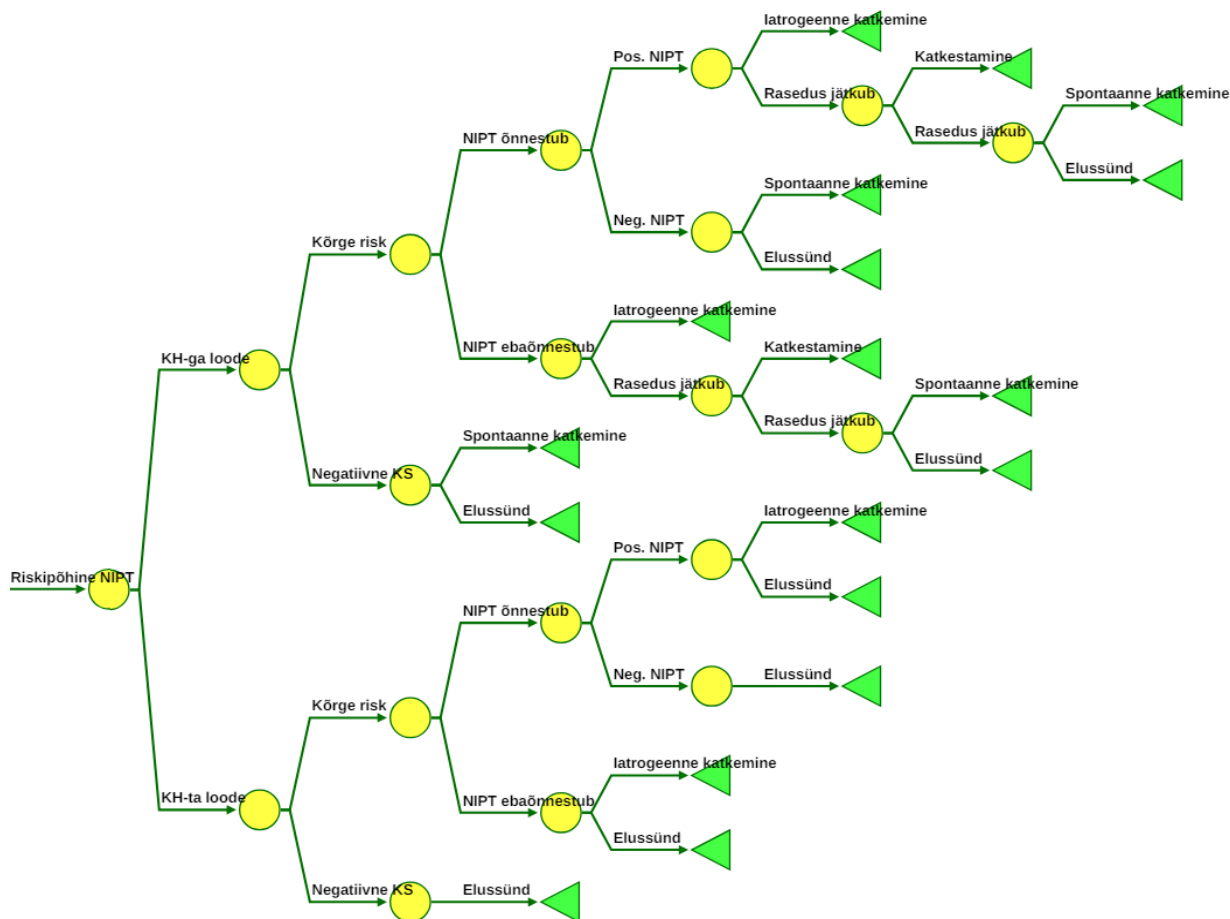 Iatrogeenne katkemine
Pos. NIPT
Katkestamine
Rasedus jätkub
Spontaanne katkemine
NIPT õnnestub
Rasedus jätkub
Elussünd
Spontaanne katkemine
Neg. NIPT
Kõrge risk
Elussünd
Iatrogeenne katkemine
NIPT ebaõnnestub
Katkestamine
KH-ga loode
Rasedus jätkub
Spontaanne katkemine
Rasedus jätkub
Spontaanne katkemine
Elussünd
Negatiivne KS
Elussünd
Iatrogeenne katkemine
Pos. NIPT
Riskipõhine NIPT
Elussünd
NIPT õnnestub
Neg. NIPT
Elussünd
Kõrge risk
Iatrogeenne katkemine
KH-ta loode
NIPT ebaõnnestub
Elussünd
Negatiivne KS
Elussünd